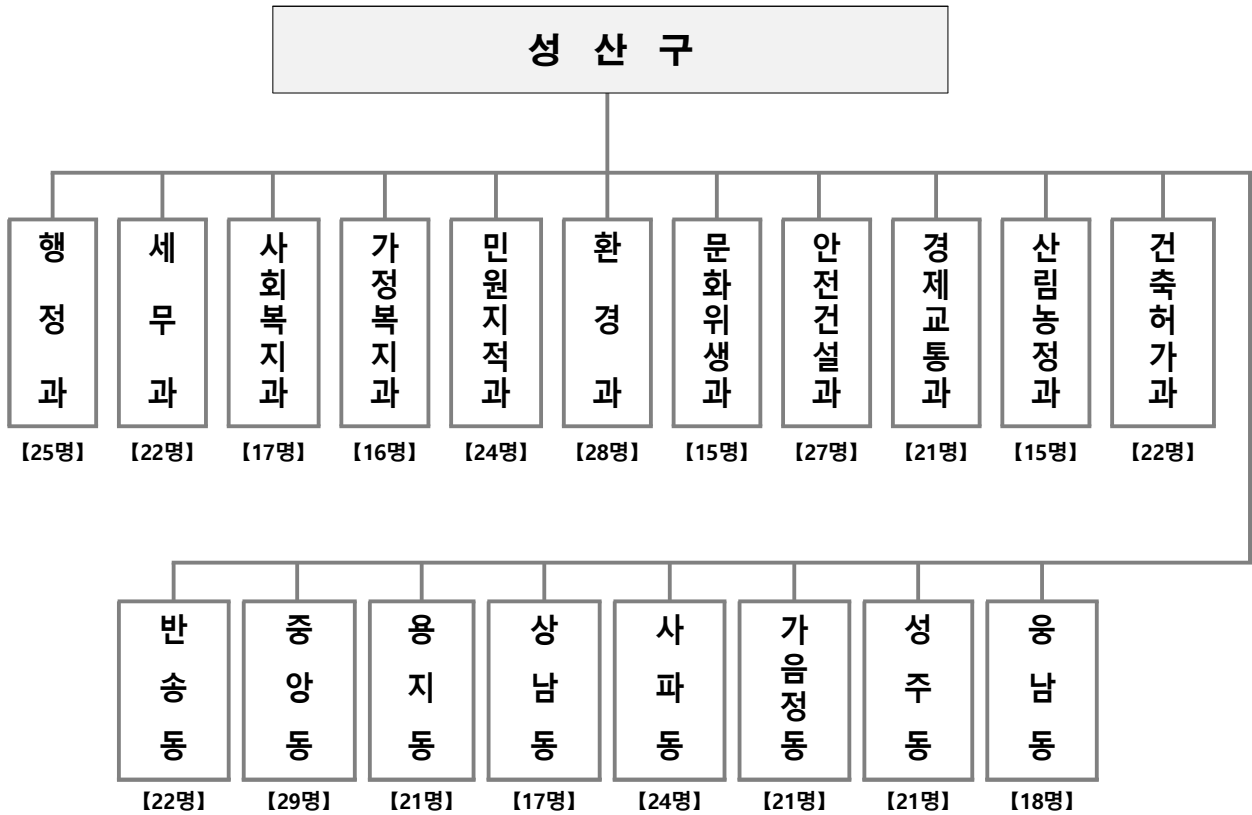 성 산 구
행정과
세무과
사회복지과
가정복지과
민원지적과
환경과
문화위생과
안전건설과
경제교통과
산림농정과
건축허가과
【25명】 【22명】 【17명】 【16명】 【24명】 【28명】 【15명】 【27명】 【21명】 【15명】 【22명】
반송동
중앙동
용지동
상남동
사파동
가음정동
성주동
웅남동
【22명】 【29명】 【21명】 【17명】 【24명】 【21명】 【21명】 【18명】